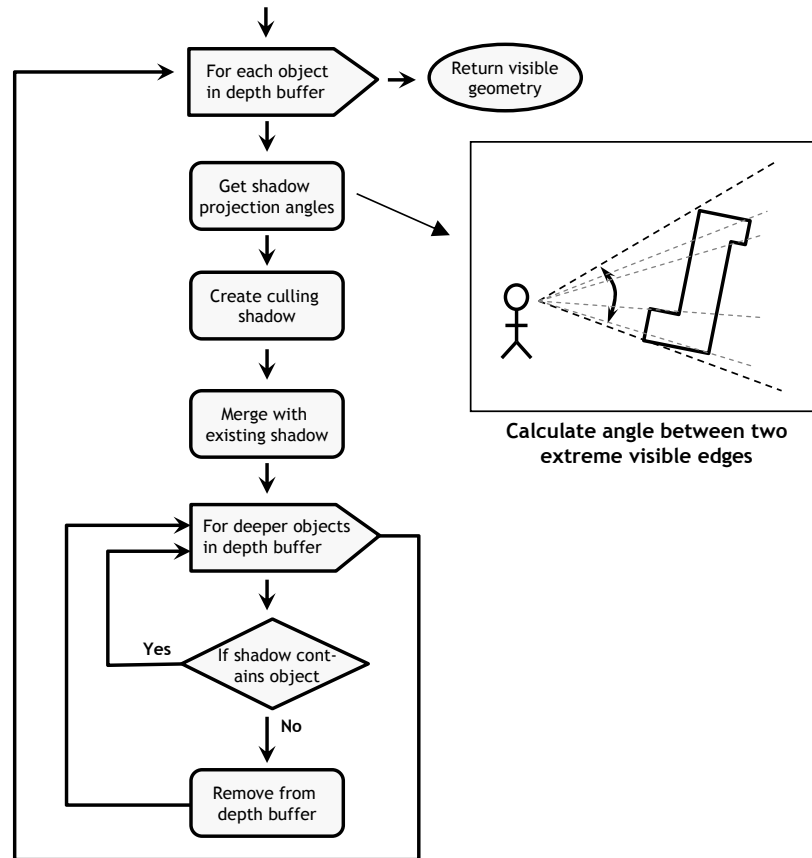 For each object
in depth buffer
Return visible
geometry
Get shadow
projection angles
Create culling
shadow
Merge with
existing shadow
Calculate angle between two
extreme visible edges
For deeper objects
in depth buffer
Yes
If shadow cont-
ains object
No
Remove from
depth buffer